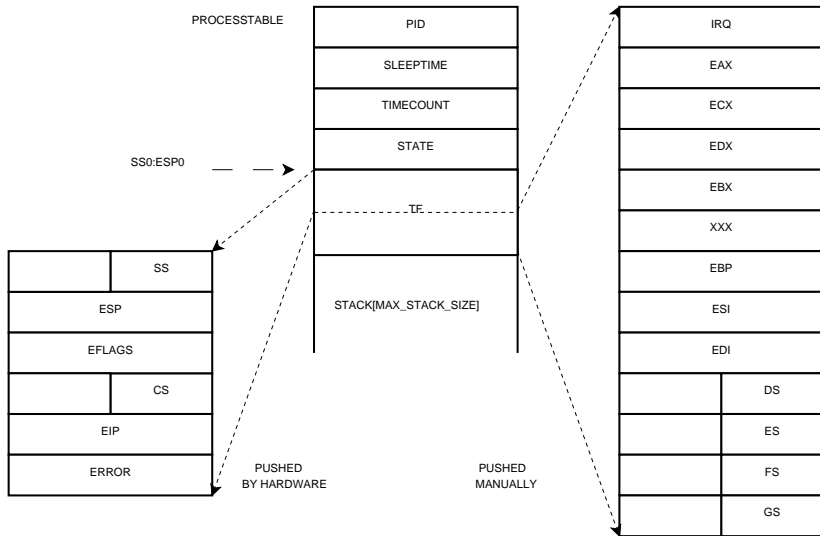 PROCESSTABLE
PID
SLEEPTIME
TIMECOUNT
STATE
SS0:ESP0
TF
STACK[MAX_STACK_SIZE]
SS
ESP
EFLAGS
CS
EIP
ERROR
PUSHED
BY HARDWARE
PUSHED
MANUALLY
IRQ
EAX
ECX
EDX
EBX
XXX
EBP
ESI
EDI
DS
ES
FS
GS